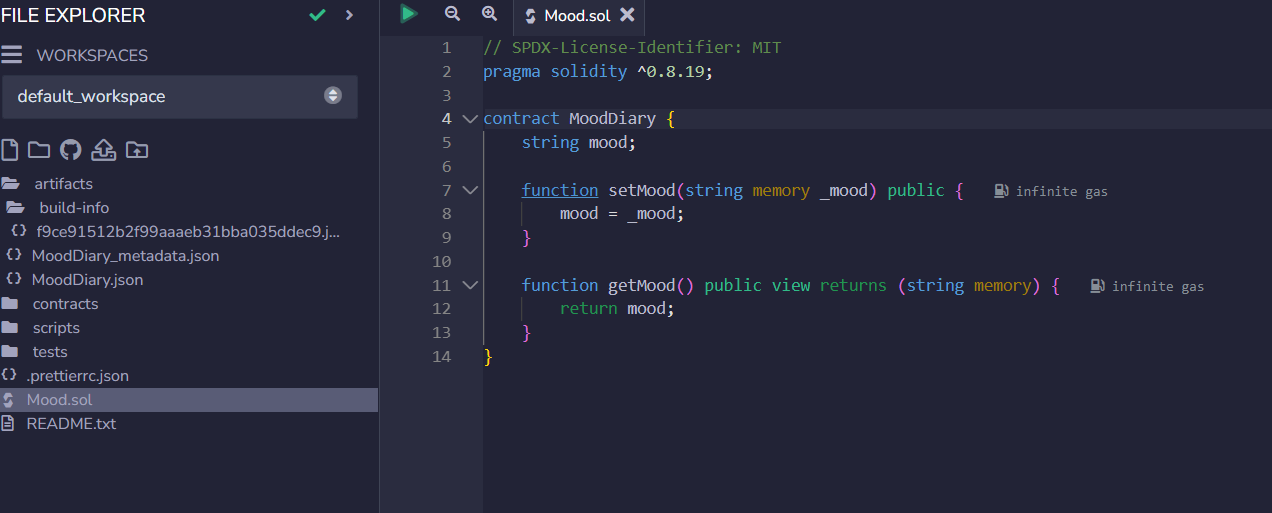 FILE EXPLORER
WORKSPACES
default_workspace
artifacts
build-info
f9ce91512b2f99aaaeb31bba035ddec9.j...
MoodDiary_metadata.json
MoodDiary.json
contracts
scripts
tests
.prettierrc.json
Mood.sol
README.txt
Mood.sol
1 // SPDX-License-Identifier: MIT
2 pragma solidity ^0.8.19;
3
4 contract MoodDiary {
5 string mood;
6
7 function setMood(string memory _mood) public { infinite gas
8 mood = _mood;
9 }
10
11 function getMood() public view returns (string memory) { infinite gas
12 return mood;
13 }
14 }